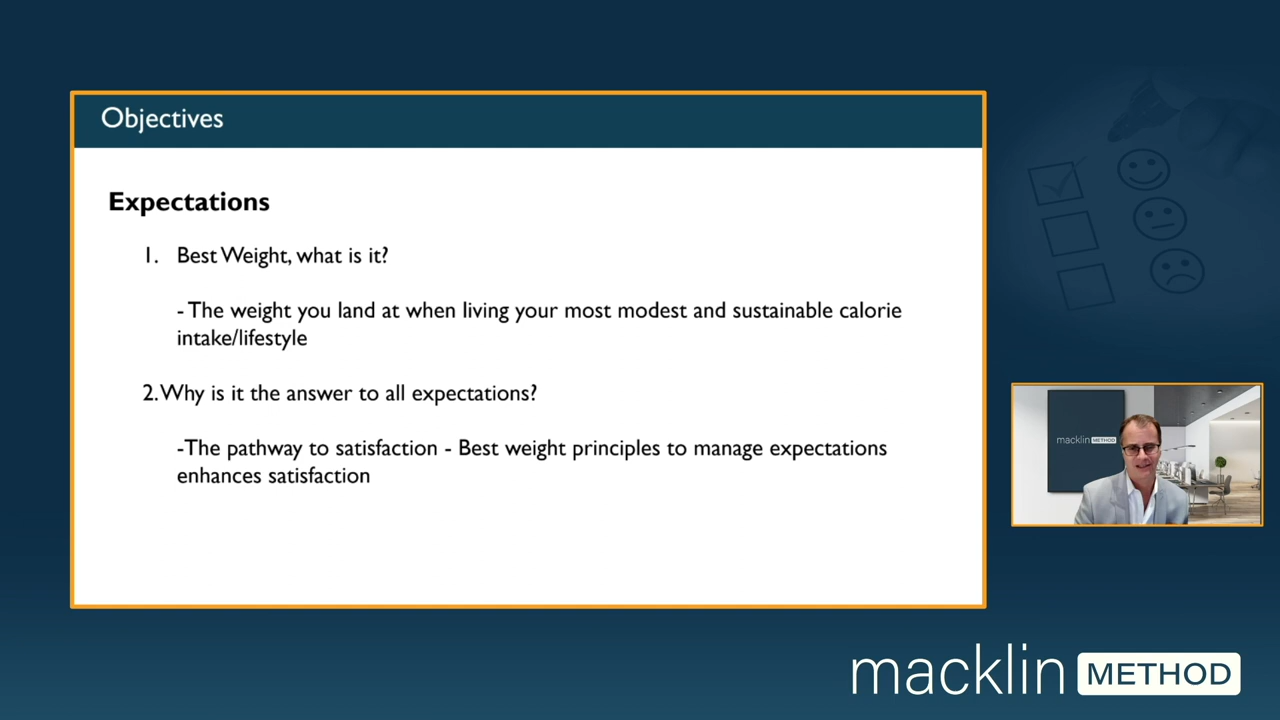 Objectives
Expectations
1. Best Weight, what is it?
- The weight you land at when living your most modest and sustainable calorie
intake/lifestyle
2. Why is it the answer to all expectations?
-The pathway to satisfaction - Best weight principles to manage expectations
enhances satisfaction
macklin METHOD
macklin METHOD